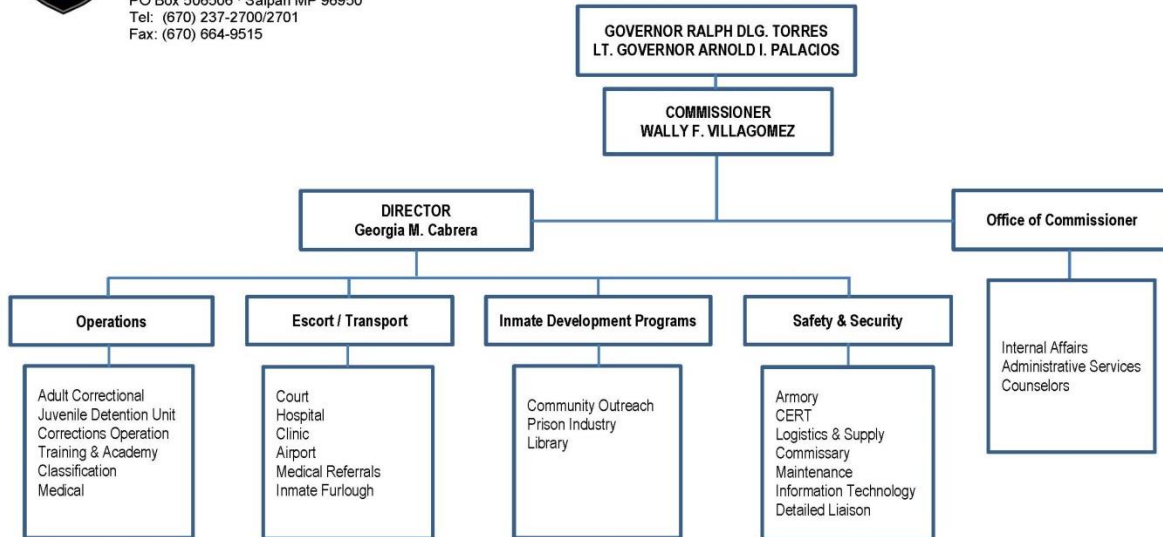 PO Box 506506 * Saipan MP 96950
Tel: (670) 237-2700/2701
Fax: (670) 664-9515
GOVERNOR RALPH DLG. TORRES
LT. GOVERNOR ARNOLD I. PALACIOS
COMMISSIONER
WALLY F. VILLAGOMEZ
DIRECTOR
Georgia M. Cabrera
Office of Commissioner
Operations
Escort / Transport
Inmate Development Programs
Safety & Security
Adult Correctional
Juvenile Detention Unit
Corrections Operation
Training & Academy
Classification
Medical
Court
Hospital
Clinic
Airport
Medical Referrals
Inmate Furlough
Community Outreach
Prison Industry
Library
Armory
CERT
Logistics & Supply
Commissary
Maintenance
Information Technology
Detailed Liaison
Internal Affairs
Administrative Services
Counselors